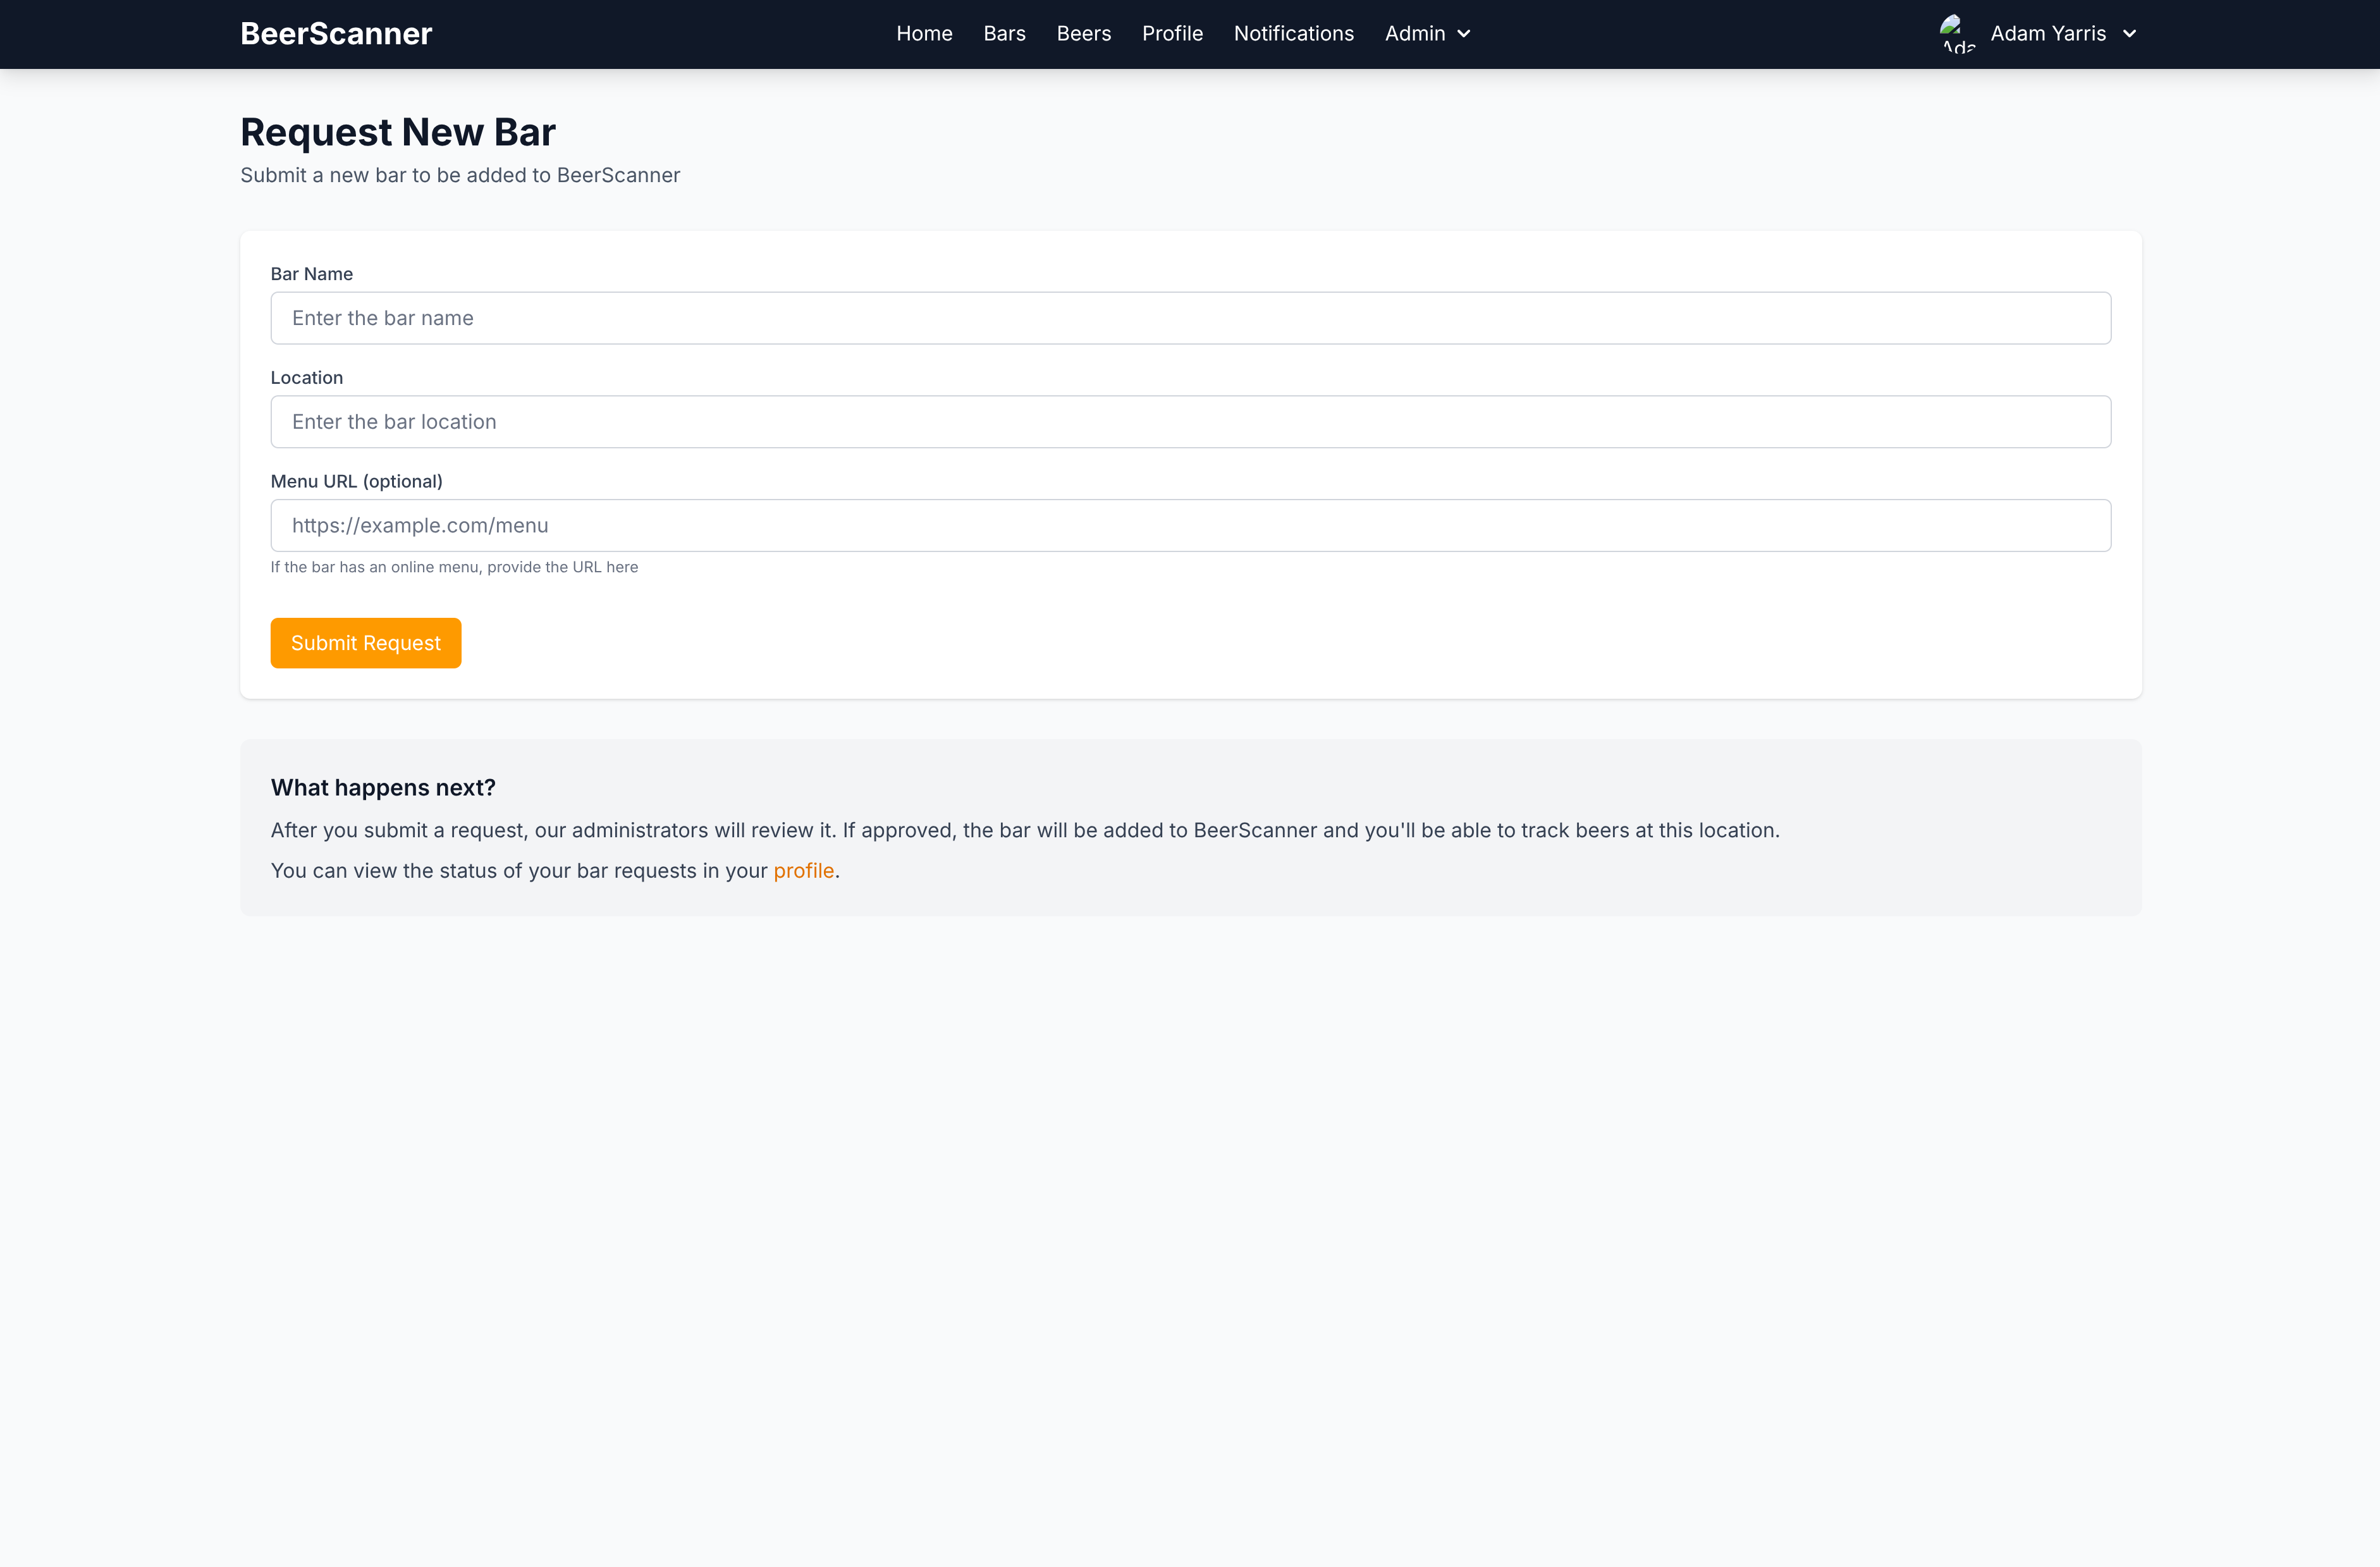 BeerScanner
Home Bars Beers Profile Notifications Admin
Adam Yarris
Request New Bar
Submit a new bar to be added to BeerScanner
Bar Name
Enter the bar name
Location
Enter the bar location
Menu URL (optional)
https://example.com/menu
If the bar has an online menu, provide the URL here
Submit Request
What happens next?
After you submit a request, our administrators will review it. If approved, the bar will be added to BeerScanner and you'll be able to track beers at this location.
You can view the status of your bar requests in your profile.